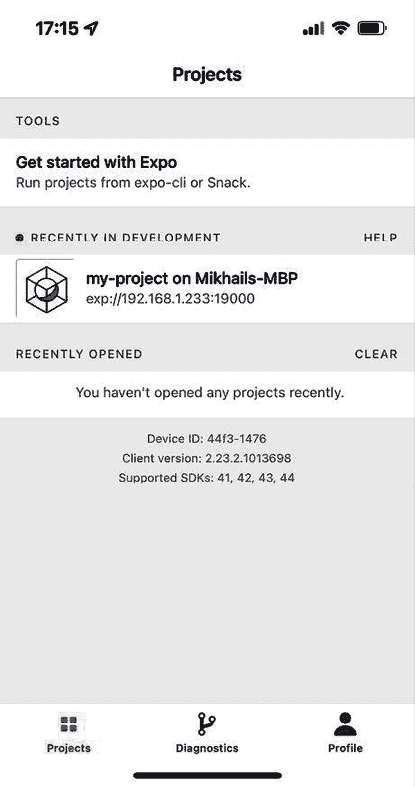 17:15
Projects
TOOLS
Get started with Expo
Run projects from expo-cli or Snack.
RECENTLY IN DEVELOPMENT HELP
my-project on Mikhails-MBP
exp://192.168.1.233:19000
RECENTLY OPENED CLEAR
You haven't opened any projects recently.
Device ID: 44f3-1476
Client version: 2.23.2.1013698
Supported SDKs: 41, 42, 43, 44
Projects Diagnostics Profile